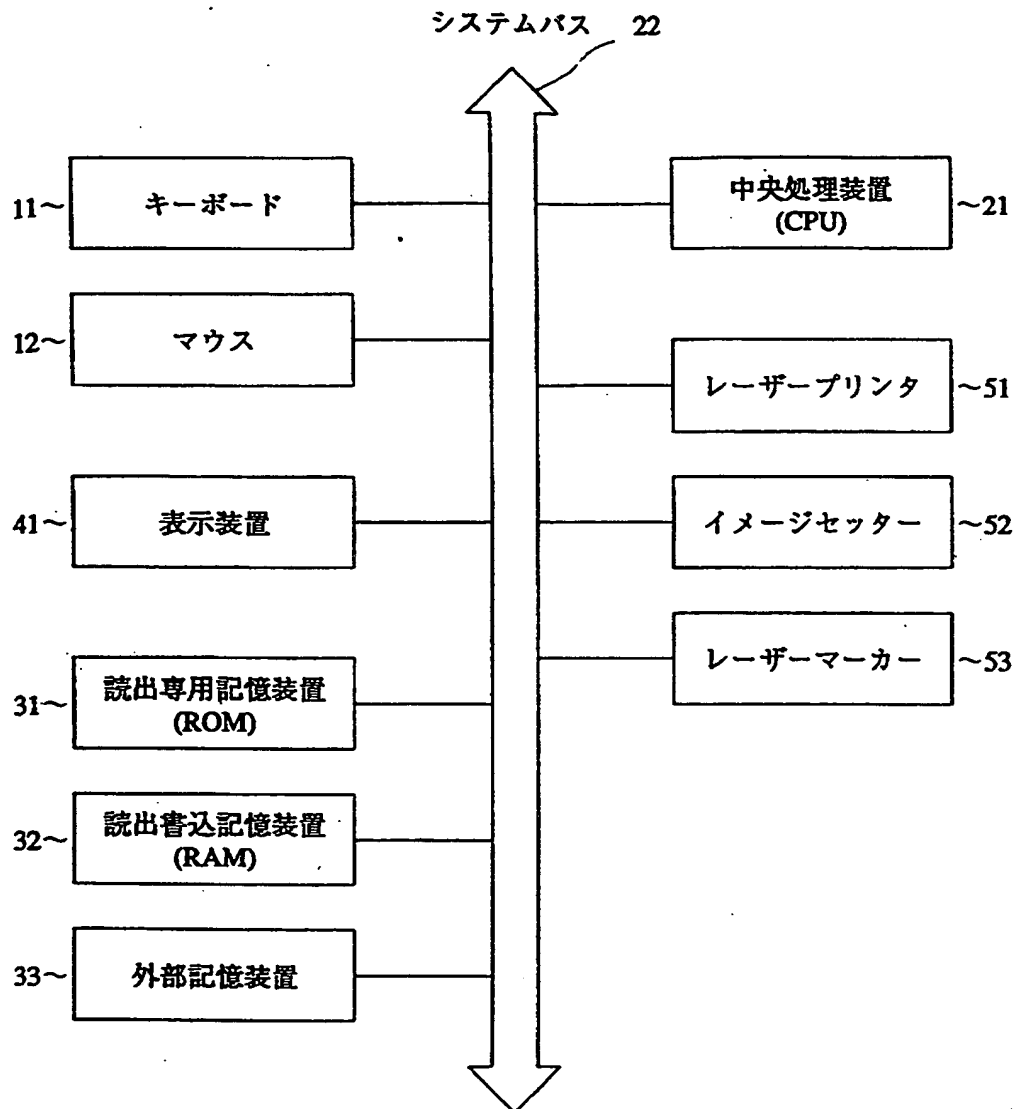 システムバス 22
11~ キーボード
中央処理装置
(CPU)
~21
12~ マウス
レーザープリンタ ~51
41~ 表示装置
イメージセッター ~52
レーザーマーカー ~53
31~ 読出専用記憶装置
(ROM)
32~ 読出書込記憶装置
(RAM)
33~ 外部記憶装置